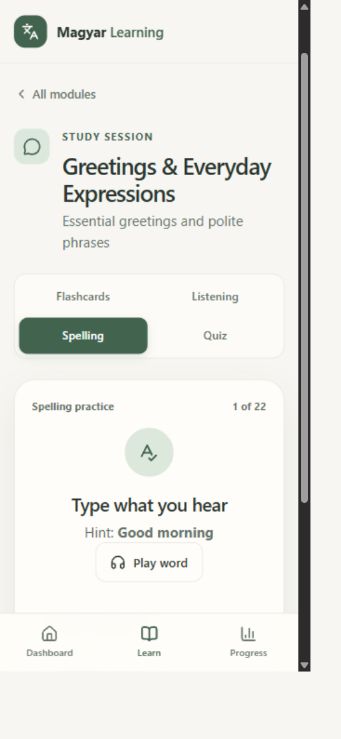 Magyar Learning
All modules
STUDY SESSION
Greetings & Everyday
Expressions
Essential greetings and polite
phrases
Flashcards
Listening
Spelling
Quiz
Spelling practice
1 of 22
Type what you hear
Hint: Good morning
Play word
Dashboard
Learn
Progress